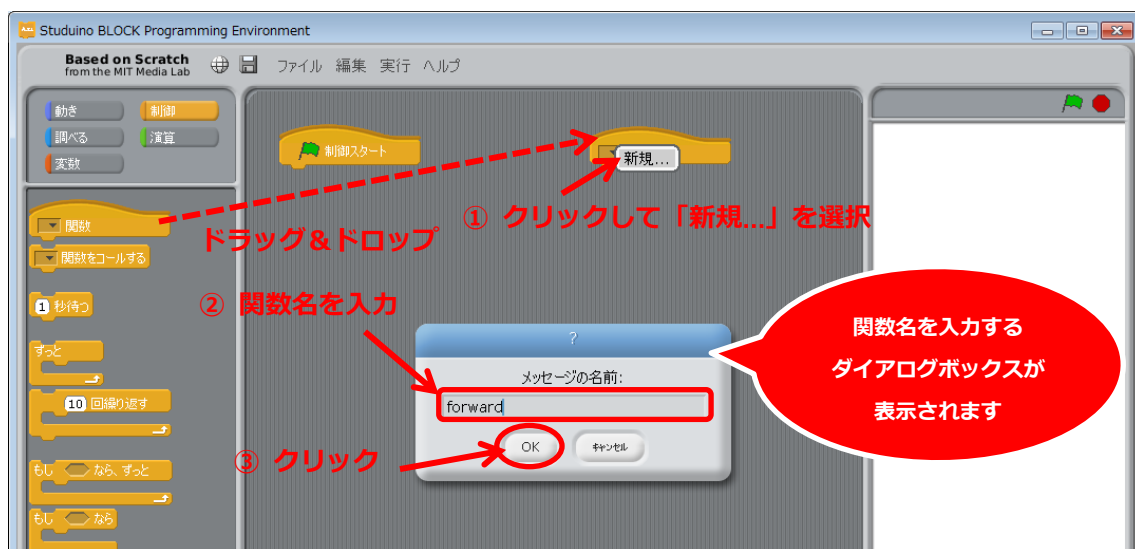 Studuino BLOCK Programming Environment
Based on Scratch
from the MIT Media Lab
ファイル 編集 実行 ヘルプ
動き 制御
調べる 演算
変数
関数
関数をコールする
1 秒待つ
ずっと
10 回繰り返す
もし なら、ずっと
もし なら
制御スタート
新規...
① クリックして「新規...」を選択
ドラッグ&ドロップ
② 関数名を入力
?
メッセージの名前:
forward
OK キャンセル
③ クリック
関数名を入力する
ダイアログボックスが
表示されます